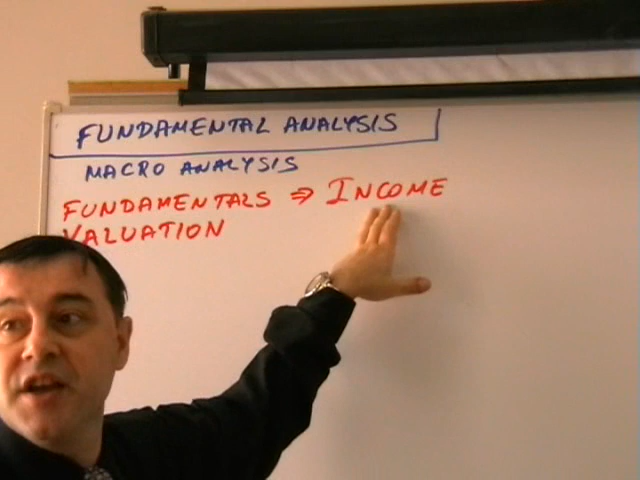 FUNDAMENTAL ANALYSIS
MACRO ANALYSIS
FUNDAMENTALS ⇒ INCOME
VALUATION